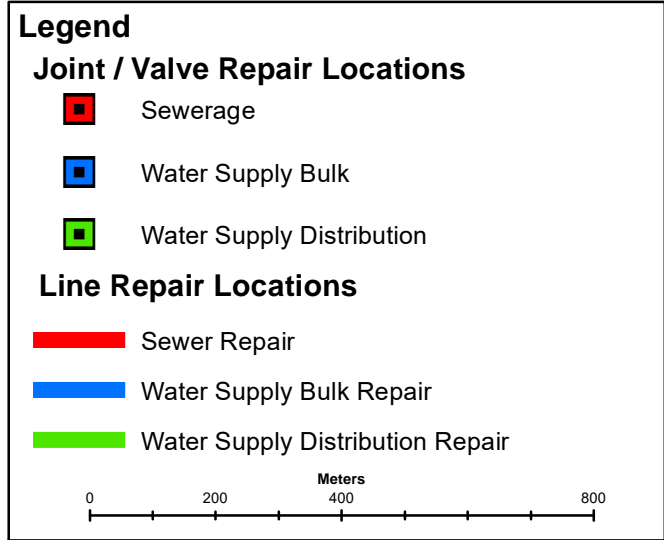 Legend
Joint / Valve Repair Locations
Sewerage
Water Supply Bulk
Water Supply Distribution
Line Repair Locations
Sewer Repair
Water Supply Bulk Repair
Water Supply Distribution Repair
Meters
0 200 400 800